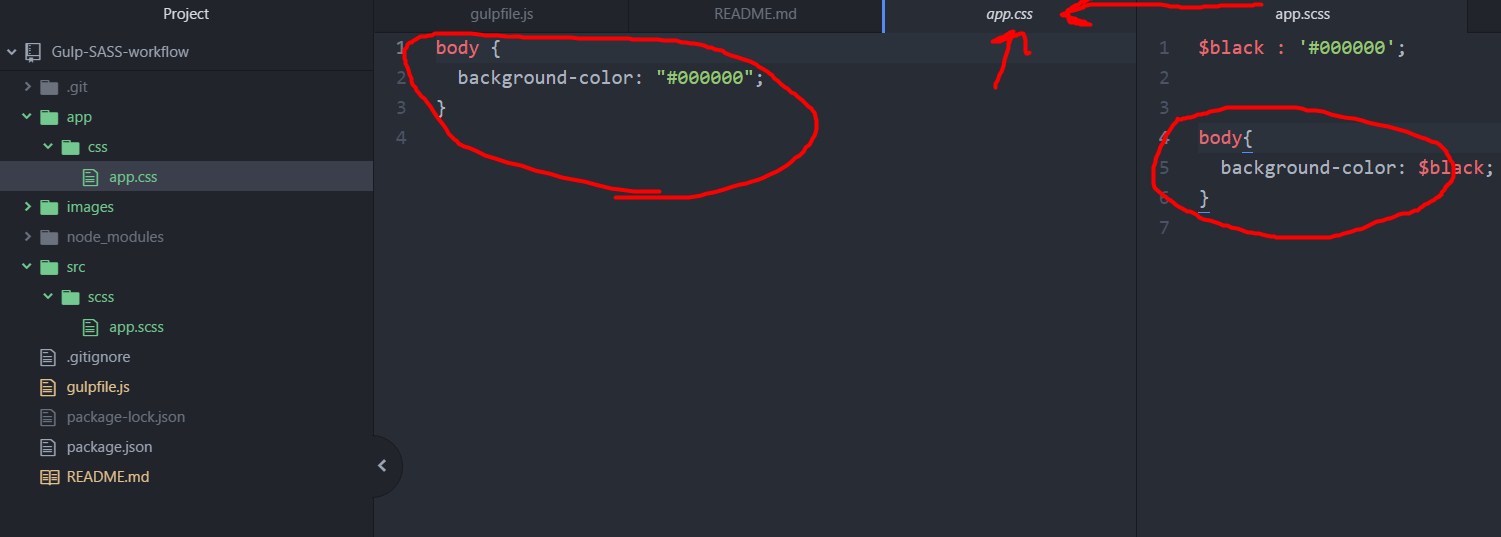 Project
Gulp-SASS-workflow
.git
app
css
app.css
images
node_modules
src
scss
app.scss
.gitignore
gulpfile.js
package-lock.json
package.json
README.md
gulpfile.js
README.md
app.css
1 body {
2 background-color: "#000000";
3 }
4
app.scss
1 $black : '#000000';
2
3
4 body{
5 background-color: $black;
6 }
7